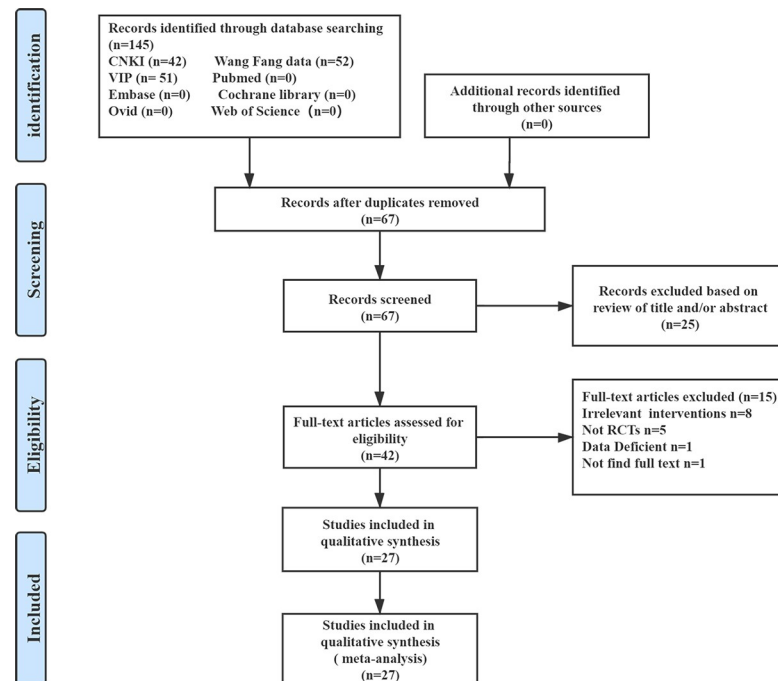 identification
Records identified through database searching
(n=145)
CNKI (n=42) Wang Fang data (n=52)
VIP (n= 51) Pubmed (n=0)
Embase (n=0) Cochrane library (n=0)
Ovid (n=0) Web of Science (n=0)
Additional records identified
through other sources
(n=0)
Screening
Records after duplicates removed
(n=67)
Records screened
(n=67)
Records excluded based on
review of title and/or abstract
(n=25)
Eligibility
Full-text articles assessed for
eligibility
(n=42)
Full-text articles excluded (n=15)
Irrelevant interventions n=8
Not RCTs n=5
Data Deficient n=1
Not find full text n=1
Included
Studies included in
qualitative synthesis
(n=27)
Studies included in
qualitative synthesis
( meta-analysis)
(n=27)